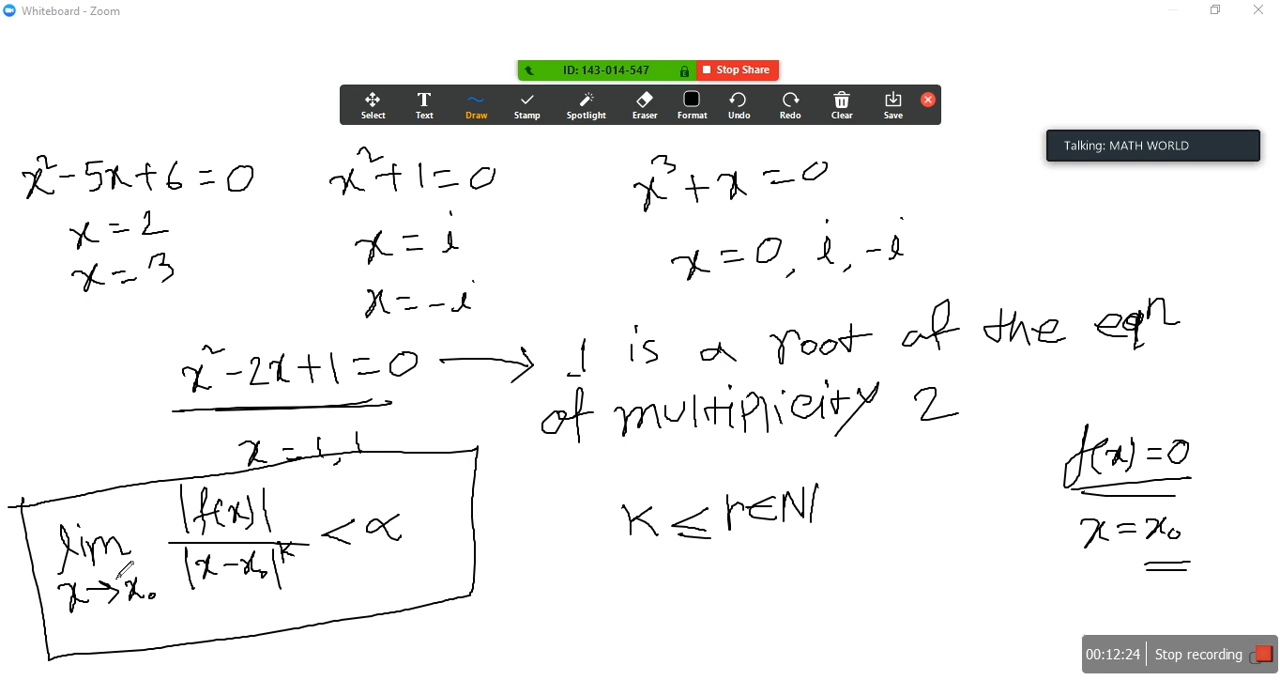 Whiteboard - Zoom
ID: 143-014-547
Stop Share
Select Text Draw Stamp Spotlight Eraser Format Undo Redo Clear Save
Talking: MATH WORLD
x² - 5x + 6 = 0
x = 2
x = 3
x² + 1 = 0
x = i
x = -i
x³ + x = 0
x = 0, i, -i
x² - 2x + 1 = 0 → 1 is a root of the eqn
of multiplicity 2
x = 1, 1
lim x→x₀ |f(x)| / |x - x₀|^K < ∝
K ≤ r ∈ N
f(x) = 0
x = x₀
00:12:24 Stop recording